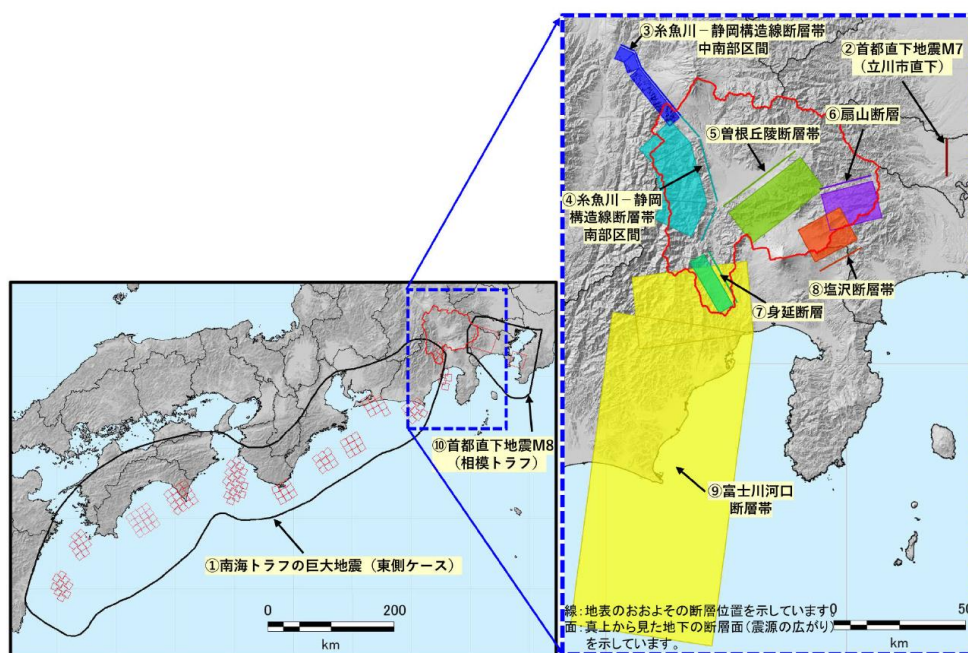 ③糸魚川－静岡構造線断層帯
中南部区間
②首都直下地震M7
(立川市直下)
⑥扇山断層
⑤曽根丘陵断層帯
④糸魚川－静岡
構造線断層帯
南部区間
⑧塩沢断層帯
⑦身延断層
⑨富士川河口
断層帯
線：地表のおおよその断層位置を示しています
面：真上から見た地下の断層面(震源の広がり)
を示しています。
0 50
km
⑩首都直下地震M8
(相模トラフ)
①南海トラフの巨大地震（東側ケース）
0 200
km